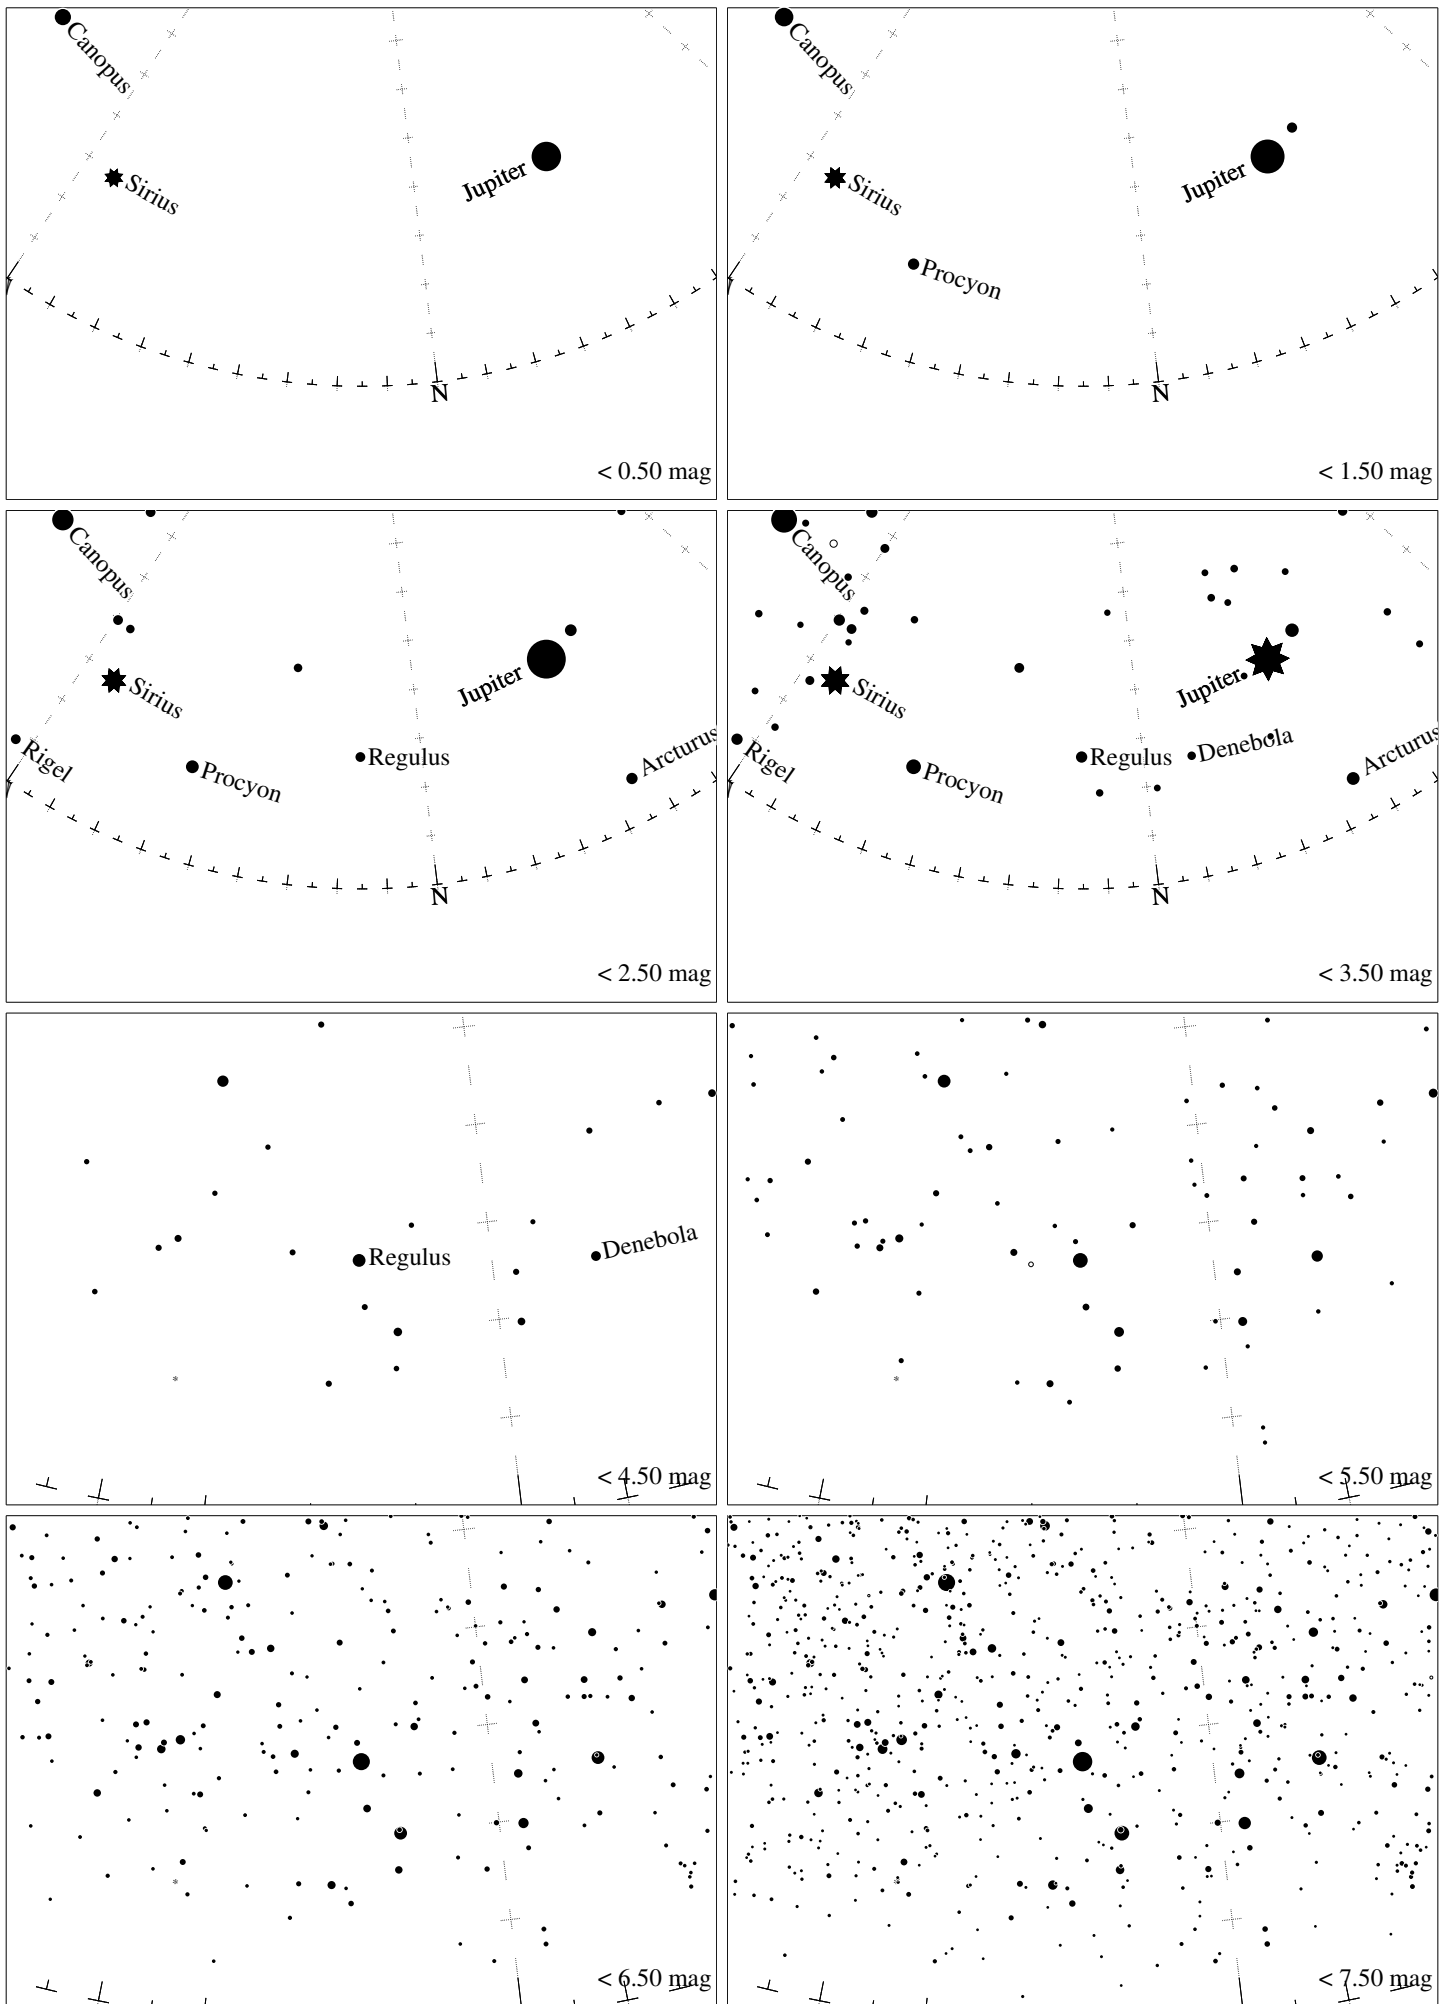 Canopus
Sirius
Jupiter
N
< 0.50 mag
Canopus
Sirius
Jupiter
Procyon
N
< 1.50 mag
Canopus
Sirius
Jupiter
Rigel
Procyon
Regulus
Arcturus
N
< 2.50 mag
Canopus
Sirius
Jupiter
Rigel
Procyon
Regulus
Denebola
Arcturus
N
< 3.50 mag
Regulus
Denebola
< 4.50 mag
< 5.50 mag
< 6.50 mag
< 7.50 mag